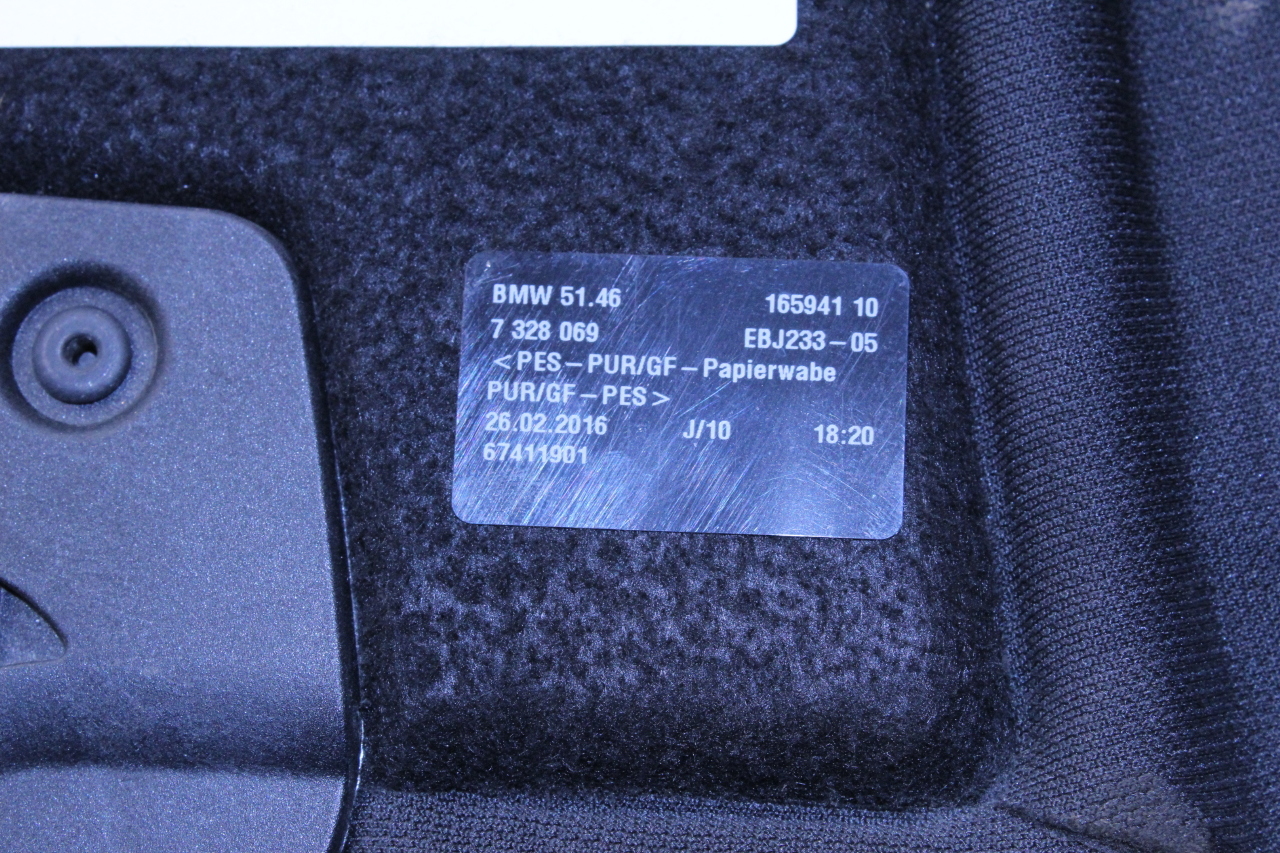 BMW 51.46 165941 10
7 328 069 EBJ233-05
<PES-PUR/GF-Papierwabe
PUR/GF-PES>
26.02.2016 J/10 18:20
67411901